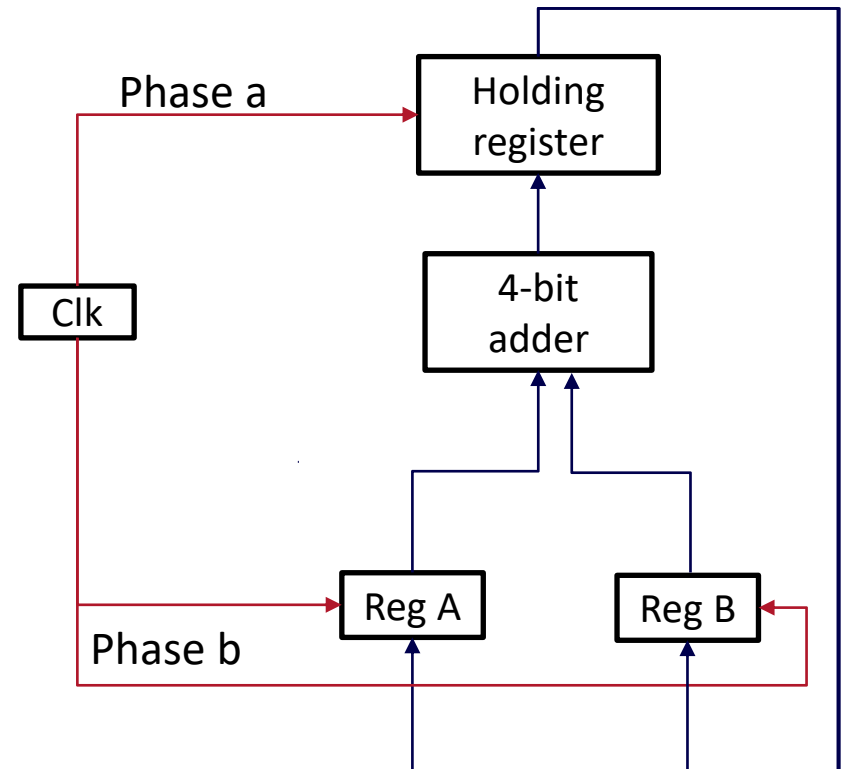 Phase a
Holding
register
Clk
4-bit
adder
Reg A
Reg B
Phase b